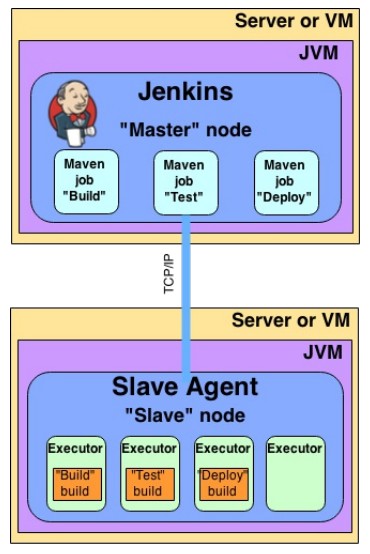 Server or VM
JVM
Jenkins
"Master" node
Maven
job
"Build"
Maven
job
"Test"
Maven
job
"Deploy"
TCP/IP
Server or VM
JVM
Slave Agent
"Slave" node
Executor
"Build"
build
Executor
"Test"
build
Executor
"Deploy"
build
Executor